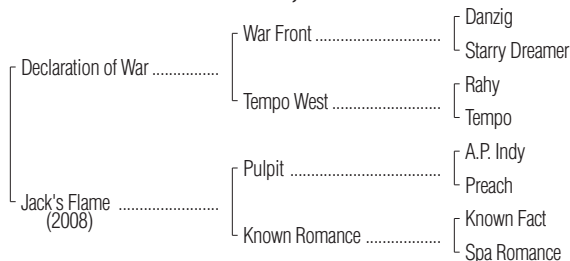 Danzig
War Front ........................
Starry Dreamer
Declaration of War ................
Rahy
Tempo West .....................
Tempo
A.P. Indy
Pulpit .............................
Preach
Jack's Flame ........................
(2008)
Known Fact
Known Romance .................
Spa Romance